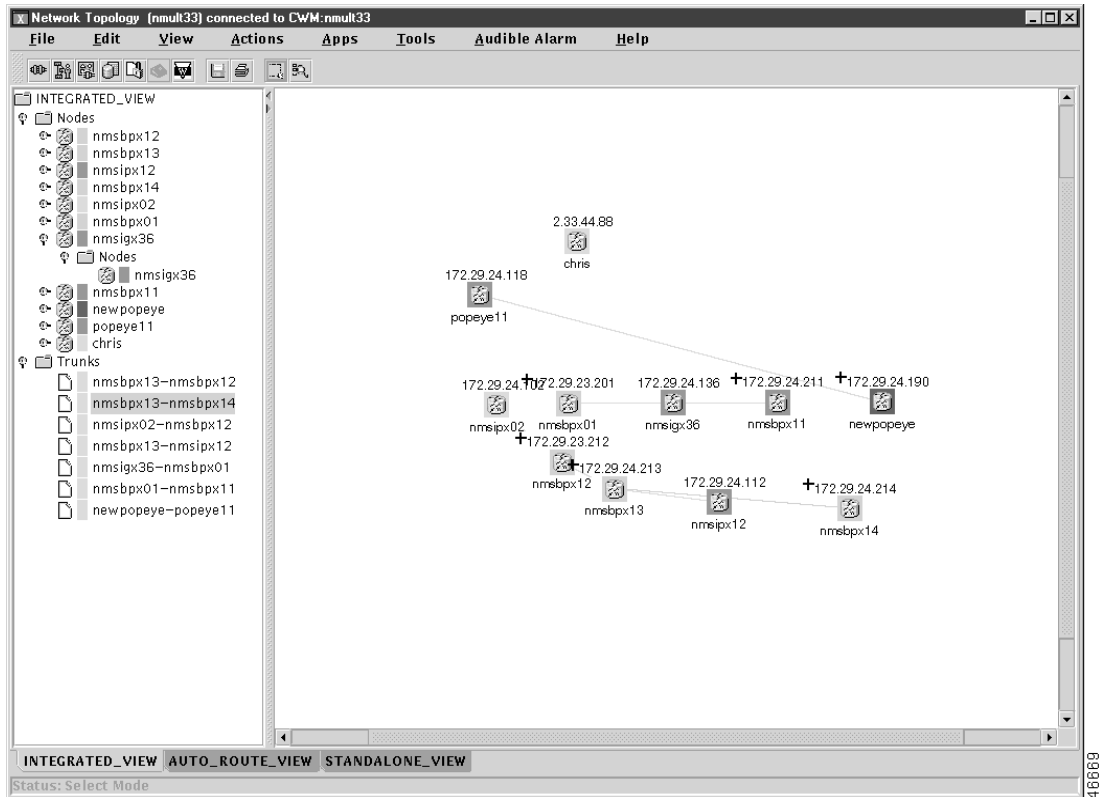 Network Topology (nmult33) connected to CWM:nmult33
File Edit View Actions Apps Tools Audible Alarm Help
INTEGRATED_VIEW
Nodes
nmsbpx12
nmsbpx13
nmsipx12
nmsbpx14
nmsipx02
nmsbpx01
nmsigx36
Nodes
nmsigx36
nmsbpx11
newpopeye
popeye11
chris
Trunks
nmsbpx13-nmsbpx12
nmsbpx13-nmsbpx14
nmsipx02-nmsbpx12
nmsbpx13-nmsipx12
nmsigx36-nmsbpx01
nmsbpx01-nmsbpx11
newpopeye-popeye11
2.33.44.88
chris
172.29.24.118
popeye11
172.29.24.102 172.29.23.201 172.29.24.136 172.29.24.211 172.29.24.190
nmsipx02 nmsbpx01 nmsigx36 nmsbpx11 newpopeye
172.29.23.212
nmsbpx12
172.29.24.213
nmsbpx13
172.29.24.112
nmsipx12
172.29.24.214
nmsbpx14
INTEGRATED_VIEW AUTO_ROUTE_VIEW STANDALONE_VIEW
Status: Select Mode
46669